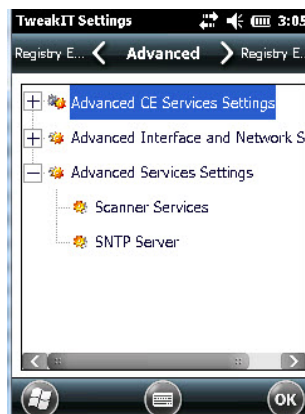 TweakIT Settings 3:05
Registry E... Advanced Registry E...
Advanced CE Services Settings
Advanced Interface and Network S
Advanced Services Settings
Scanner Services
SNTP Server
OK